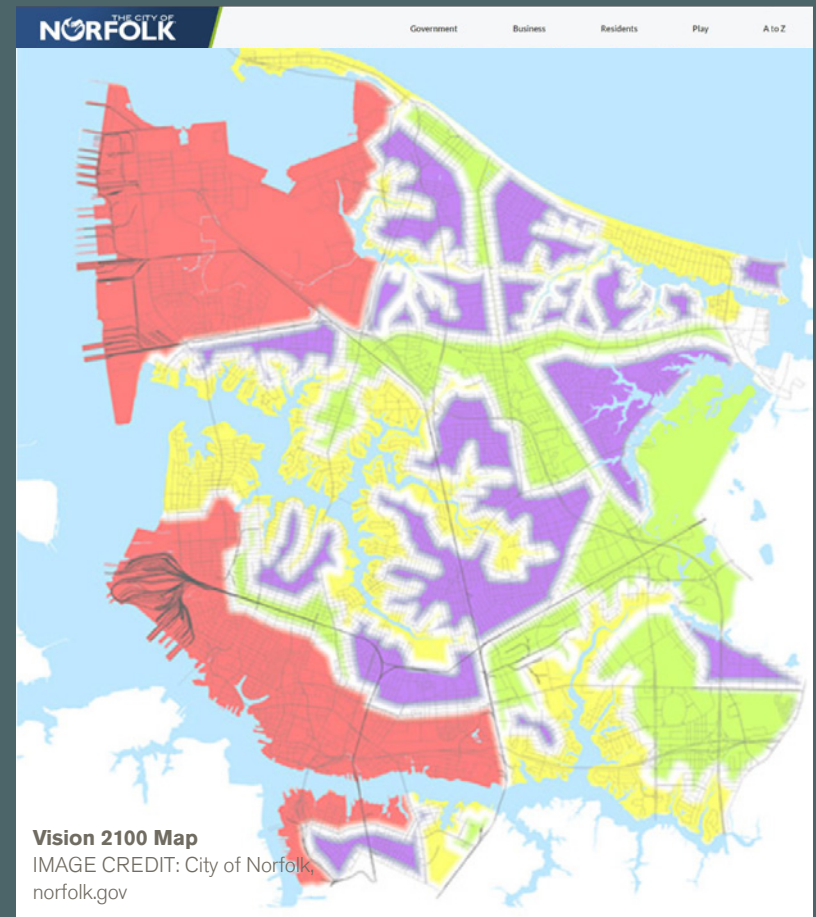 THE CITY OF
NORFOLK
Government Business Residents Play A to Z
Vision 2100 Map
IMAGE CREDIT: City of Norfolk,
norfolk.gov